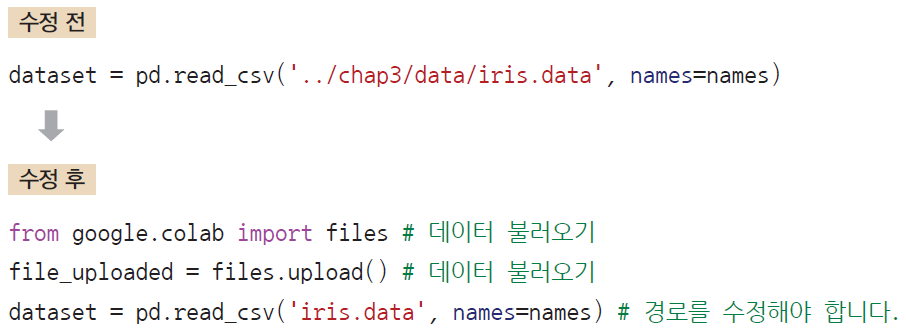 수정 전
dataset = pd.read_csv('../chap3/data/iris.data', names=names)
수정 후
from google.colab import files # 데이터 불러오기
file_uploaded = files.upload() # 데이터 불러오기
dataset = pd.read_csv('iris.data', names=names) # 경로를 수정해야 합니다.